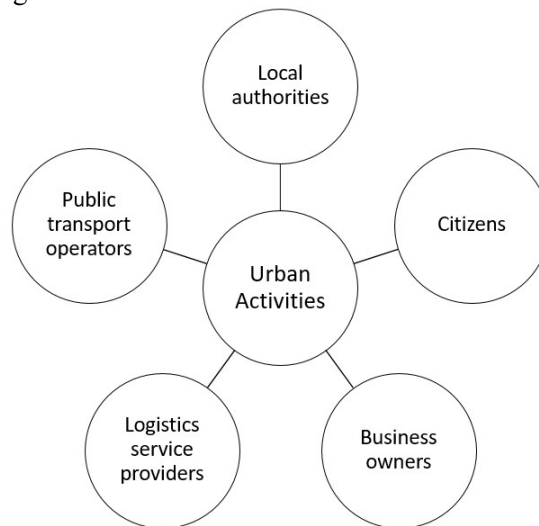 Local
authorities
Public
transport
operators
Citizens
Urban
Activities
Logistics
service
providers
Business
owners